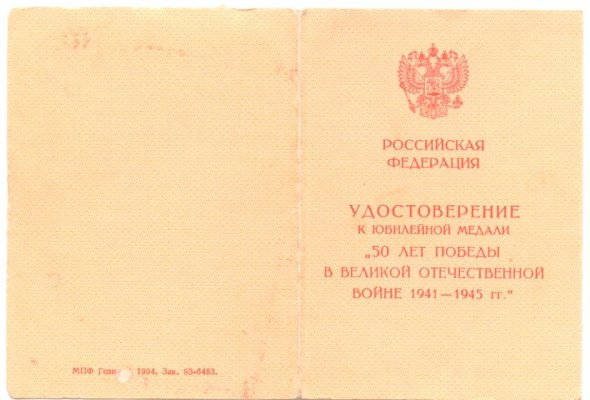 МПФ 1994. Зак. 93-6483.
РОССИЙСКАЯ
ФЕДЕРАЦИЯ
УДОСТОВЕРЕНИЕ
К ЮБИЛЕЙНОЙ МЕДАЛИ
„50 ЛЕТ ПОБЕДЫ
В ВЕЛИКОЙ ОТЕЧЕСТВЕННОЙ
ВОЙНЕ 1941—1945 гг.“